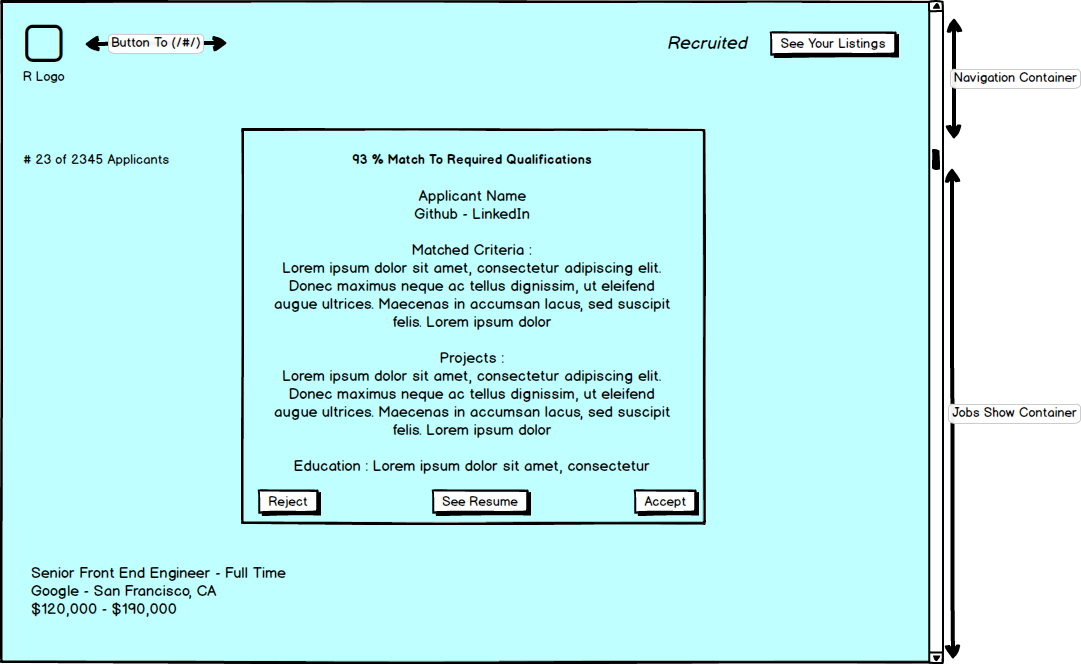 Button To (/#/)
Recruited
See Your Listings
R Logo
Navigation Container
# 23 of 2345 Applicants
93 % Match To Required Qualifications
Applicant Name
Github - LinkedIn
Matched Criteria :
Lorem ipsum dolor sit amet, consectetur adipiscing elit.
Donec maximus neque ac tellus dignissim, ut eleifend
augue ultrices. Maecenas in accumsan lacus, sed suscipit
felis. Lorem ipsum dolor
Projects :
Lorem ipsum dolor sit amet, consectetur adipiscing elit.
Donec maximus neque ac tellus dignissim, ut eleifend
augue ultrices. Maecenas in accumsan lacus, sed suscipit
felis. Lorem ipsum dolor
Jobs Show Container
Education : Lorem ipsum dolor sit amet, consectetur
Reject
See Resume
Accept
Senior Front End Engineer - Full Time
Google - San Francisco, CA
$120,000 - $190,000